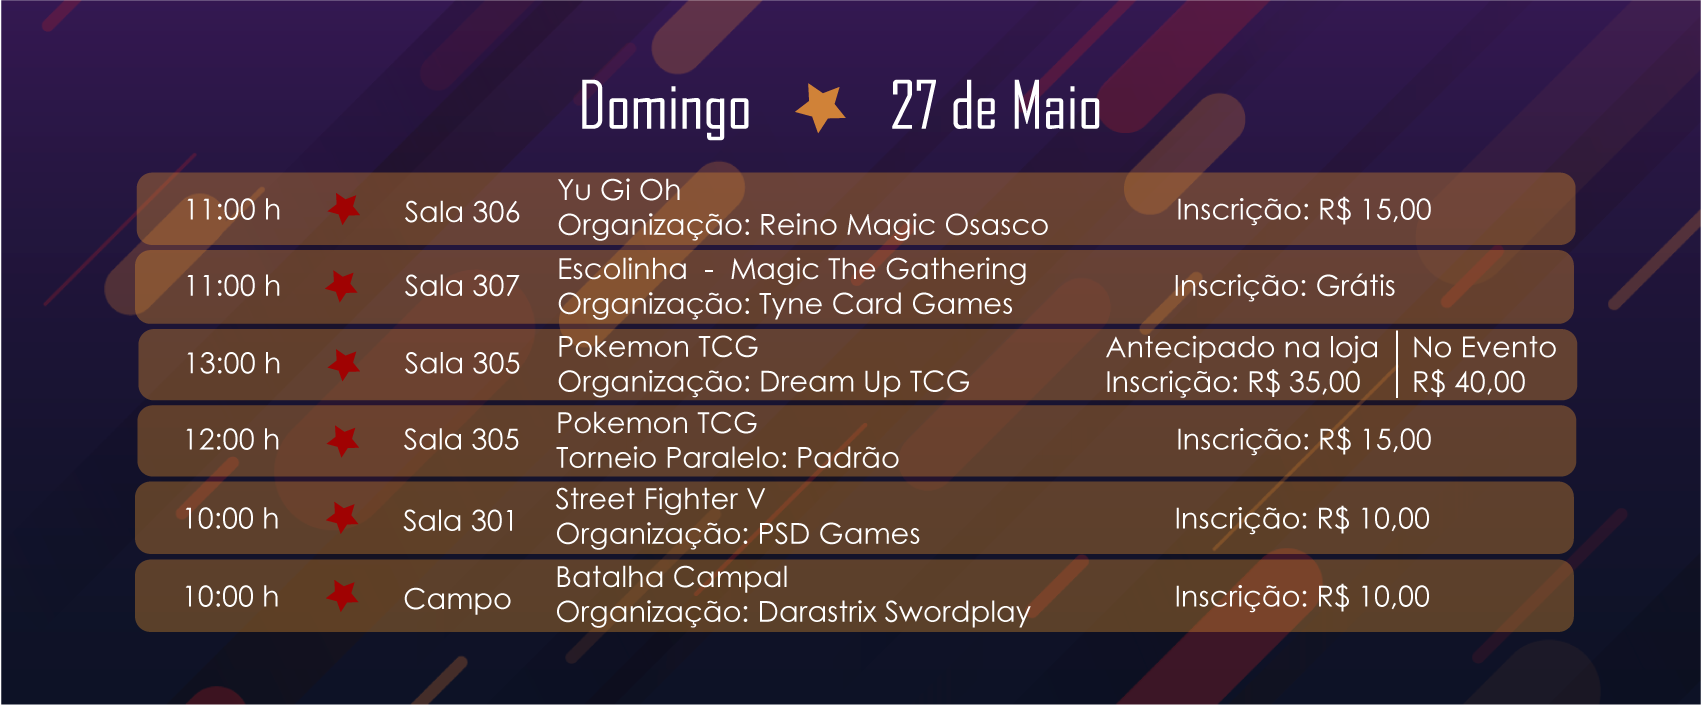 Domingo 27 de Maio
11:00 h Sala 306 Yu Gi Oh
Organização: Reino Magic Osasco Inscrição: R$ 15,00
11:00 h Sala 307 Escolinha - Magic The Gathering
Organização: Tyne Card Games Inscrição: Grátis
13:00 h Sala 305 Pokemon TCG
Organização: Dream Up TCG
Antecipado na loja No Evento
Inscrição: R$ 35,00 R$ 40,00
12:00 h Sala 305 Pokemon TCG
Torneio Paralelo: Padrão Inscrição: R$ 15,00
10:00 h Sala 301 Street Fighter V
Organização: PSD Games Inscrição: R$ 10,00
10:00 h Campo Batalha Campal
Organização: Darastrix Swordplay Inscrição: R$ 10,00